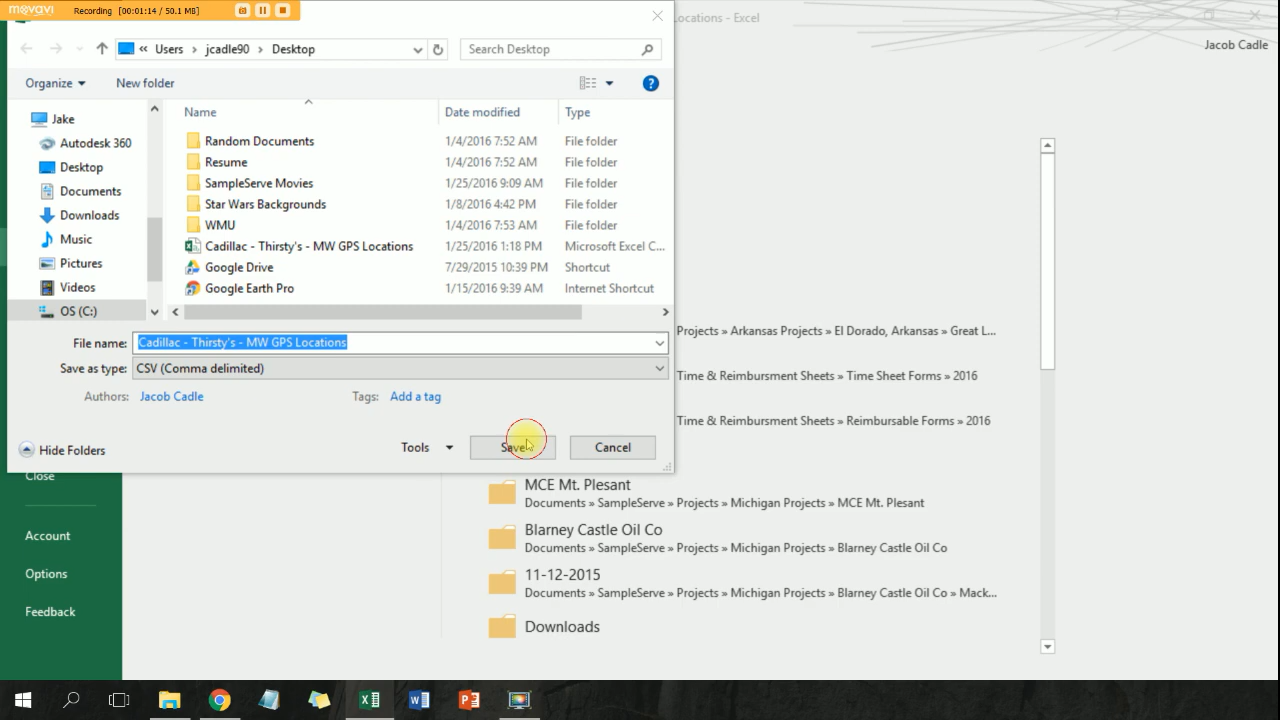 movavi Recording [00:01:14 / 50.1 MB]
Locations - Excel
Jacob Cadle
« Users › jcadle90 › Desktop
Search Desktop
Organize
New folder
Name Date modified Type
Jake
Autodesk 360
Desktop
Documents
Downloads
Music
Pictures
Videos
OS (C:)
Random Documents 1/4/2016 7:52 AM File folder
Resume 1/4/2016 7:52 AM File folder
SampleServe Movies 1/25/2016 9:09 AM File folder
Star Wars Backgrounds 1/8/2016 4:42 PM File folder
WMU 1/4/2016 7:53 AM File folder
Cadillac - Thirsty's - MW GPS Locations 1/25/2016 1:18 PM Microsoft Excel C...
Google Drive 7/29/2015 10:39 PM Shortcut
Google Earth Pro 1/15/2016 9:39 AM Internet Shortcut
File name: Cadillac - Thirsty's - MW GPS Locations
Save as type: CSV (Comma delimited)
Authors: Jacob Cadle Tags: Add a tag
Hide Folders
Tools
Save
Cancel
Projects » Arkansas Projects » El Dorado, Arkansas » Great L...
Time & Reimbursment Sheets » Time Sheet Forms » 2016
Time & Reimbursment Sheets » Reimbursable Forms » 2016
Close
Account
Options
Feedback
MCE Mt. Plesant
Documents » SampleServe » Projects » Michigan Projects » MCE Mt. Plesant
Blarney Castle Oil Co
Documents » SampleServe » Projects » Michigan Projects » Blarney Castle Oil Co
11-12-2015
Documents » SampleServe » Projects » Michigan Projects » Blarney Castle Oil Co » Mack...
Downloads